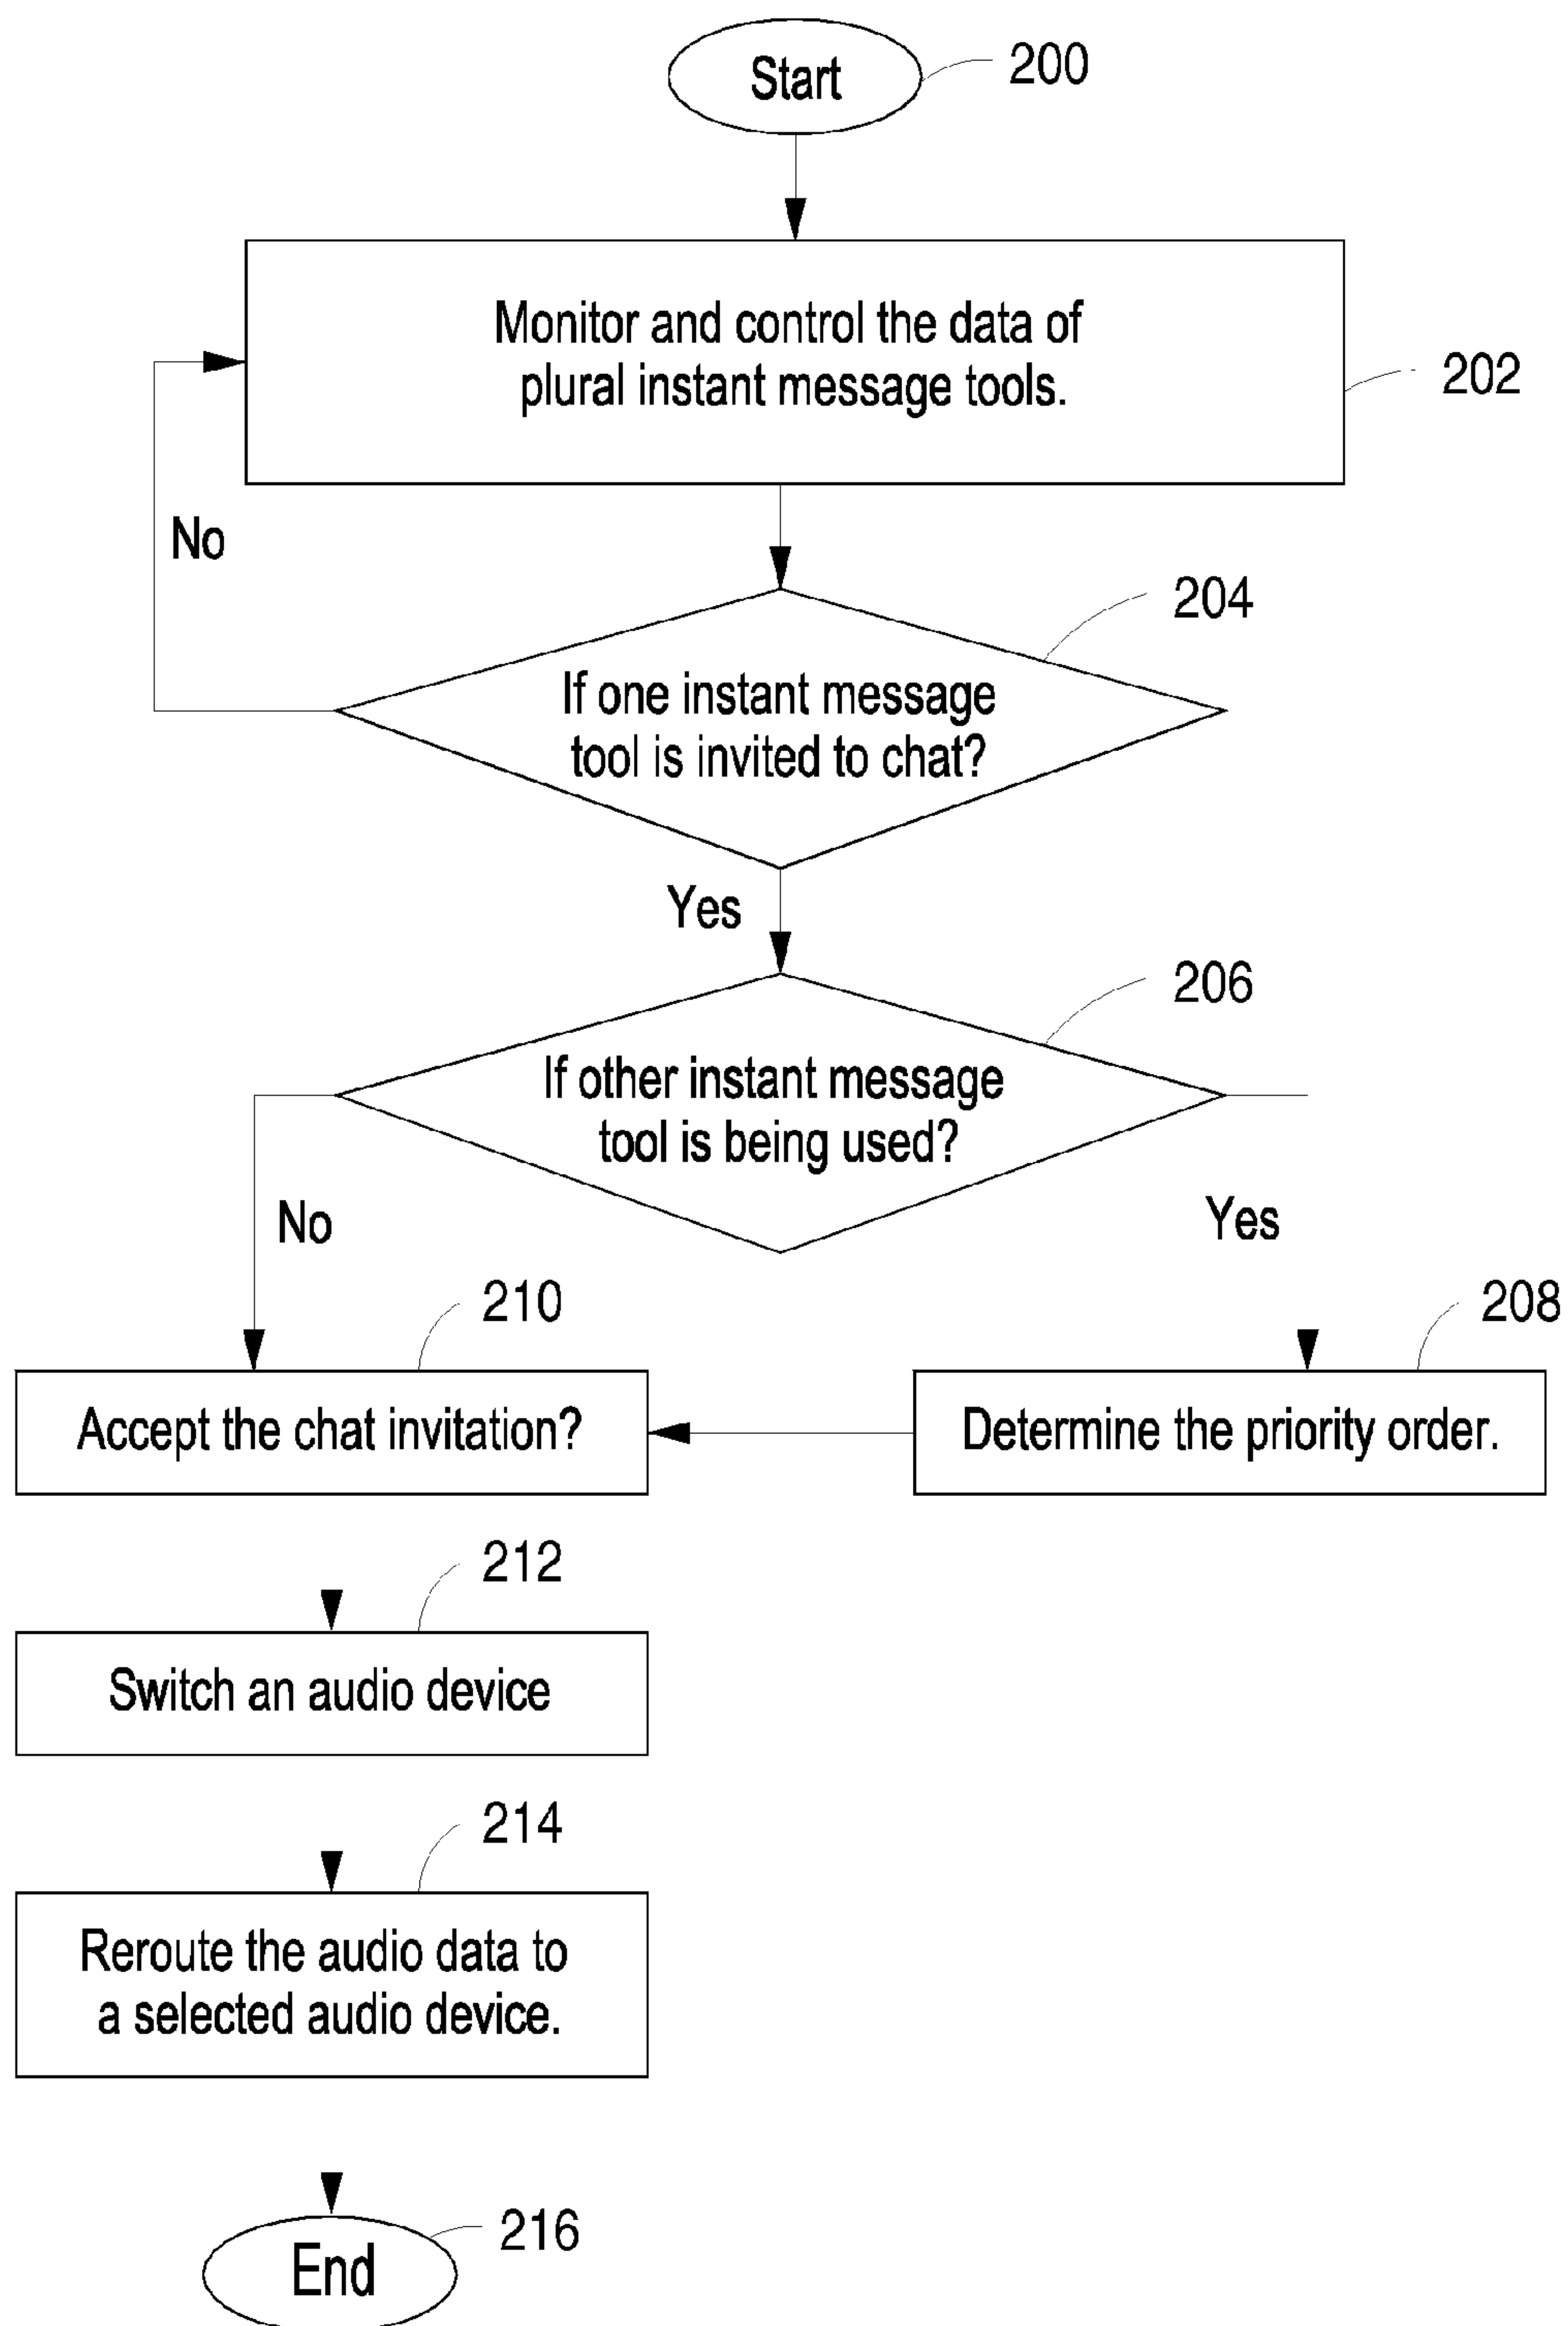 Start
200
Monitor and control the data of
plural instant message tools.
202
No
204
If one instant message
tool is invited to chat?
Yes
206
If other instant message
tool is being used?
No
Yes
210
208
Accept the chat invitation?
Determine the priority order.
212
Switch an audio device
214
Reroute the audio data to
a selected audio device.
216
End